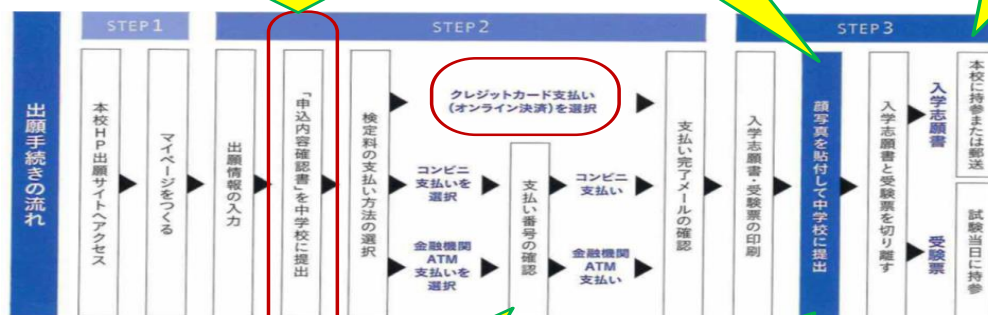 STEP1
STEP2
STEP3
出願手続きの流れ
本校HP出願サイトへアクセス
マイページをつくる
出願情報の入力
「申込内容確認書」を中学校に提出
検定料の支払い方法の選択
クレジットカード支払い
(オンライン決済)を選択
コンビニ
支払いを
選択
金融機関
ATM
支払いを
選択
支払い番号の確認
コンビニ
支払い
金融機関
ATM
支払い
支払い完了メールの確認
入学志願書・受験票の印刷
顔写真を貼付して中学校に提出
入学志願書と受験票を切り離す
入学志願書
本校に持参または郵送
受験票
試験当日に持参